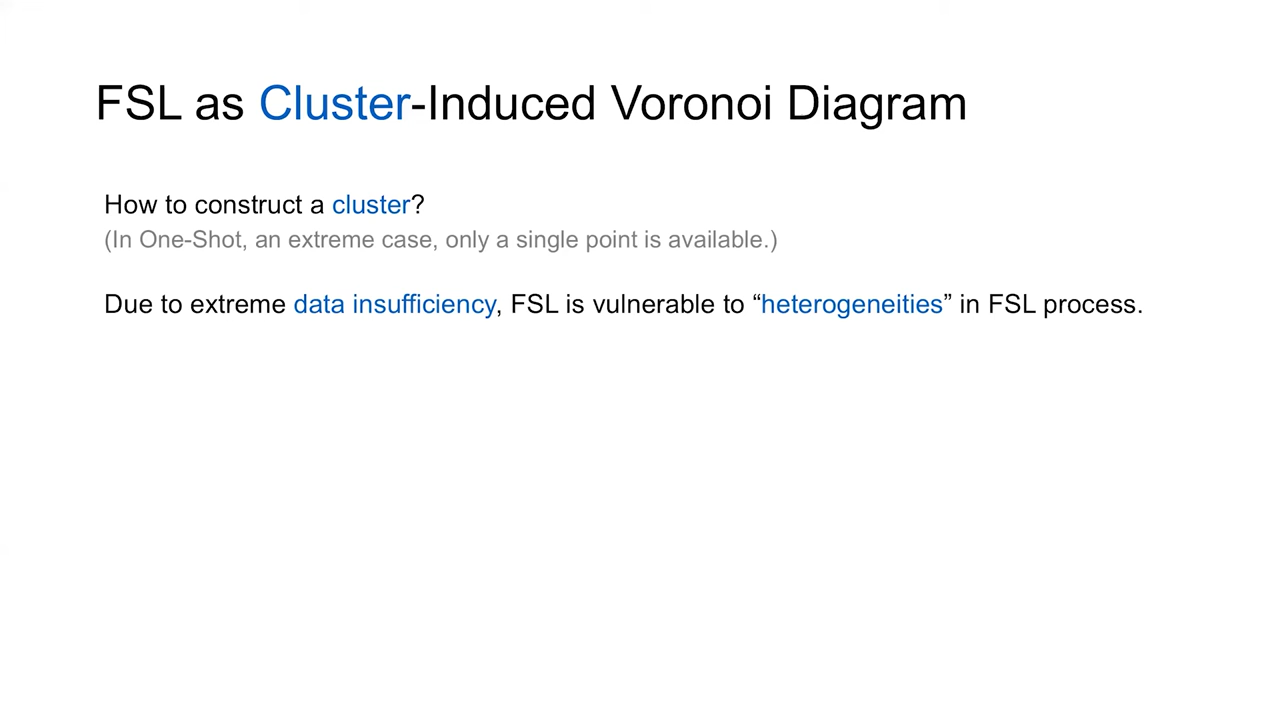 FSL as Cluster-Induced Voronoi Diagram
How to construct a cluster?
(In One-Shot, an extreme case, only a single point is available.)
Due to extreme data insufficiency, FSL is vulnerable to “heterogeneities” in FSL process.